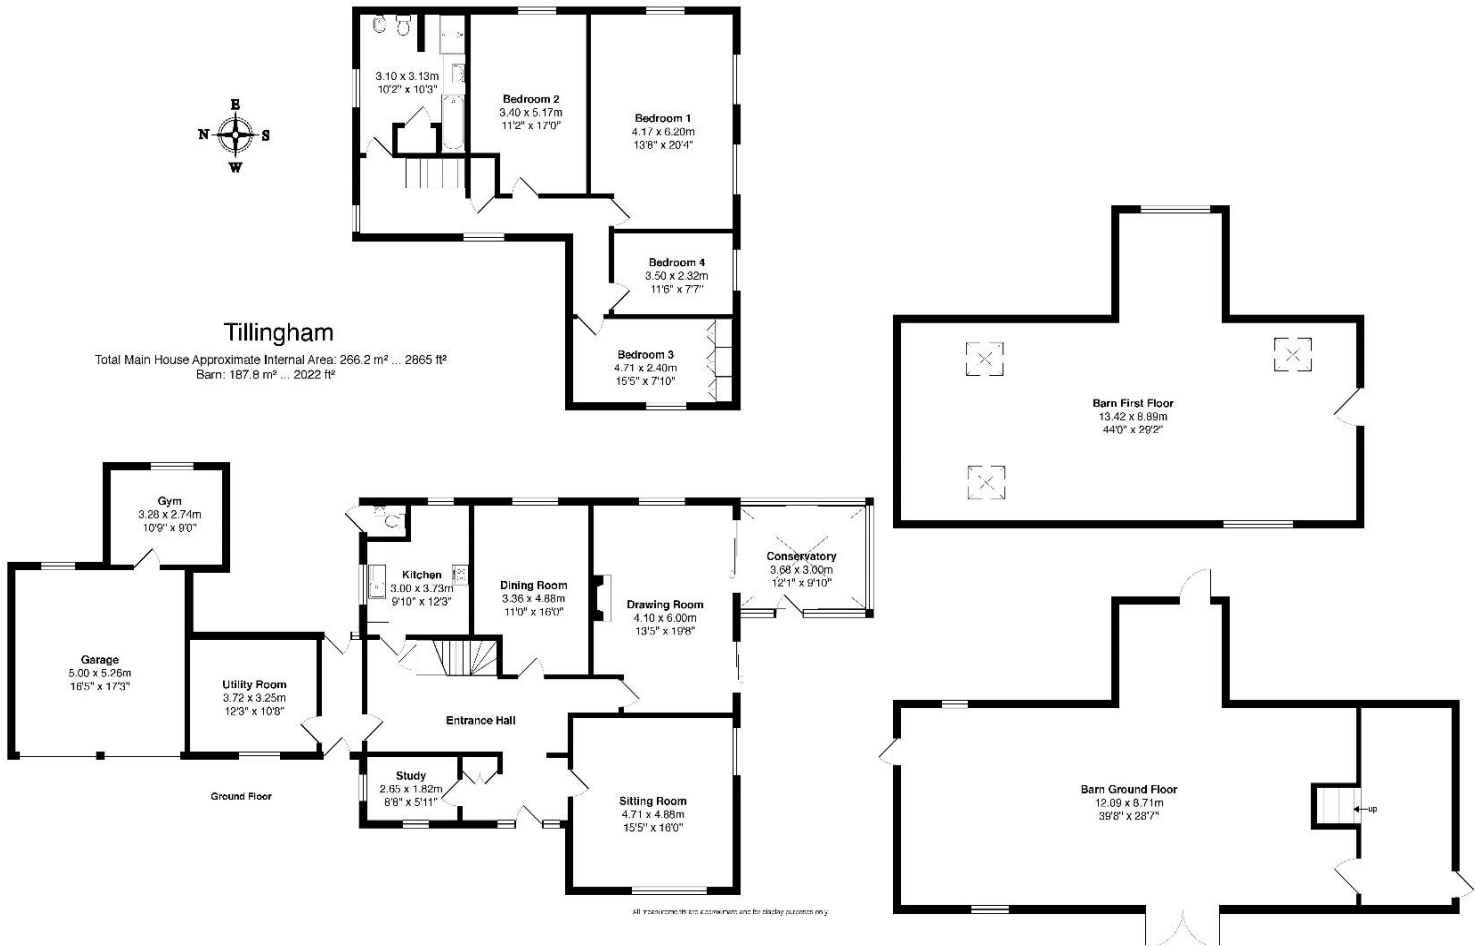 E
N S
W
3.10 x 3.13m
10'2" x 10'3"
Bedroom 2
3.40 x 5.17m
11'2" x 17'0"
Bedroom 1
4.17 x 6.20m
13'8" x 20'4"
Bedroom 4
3.50 x 2.32m
11'6" x 7'7"
Bedroom 3
4.71 x 2.40m
15'5" x 7'10"
Tillingham
Total Main House Approximate Internal Area: 266.2 m² ... 2865 ft²
Barn: 187.8 m² ... 2022 ft²
Barn First Floor
13.42 x 8.89m
44'0" x 29'2"
Gym
3.28 x 2.74m
10'9" x 9'0"
Kitchen
3.00 x 3.73m
9'10" x 12'3"
Dining Room
3.36 x 4.88m
11'0" x 16'0"
Drawing Room
4.10 x 6.00m
13'5" x 19'8"
Conservatory
3.68 x 3.00m
12'1" x 9'10"
Garage
5.00 x 5.26m
16'5" x 17'3"
Utility Room
3.72 x 3.25m
12'3" x 10'8"
Entrance Hall
Study
2.65 x 1.82m
8'8" x 5'11"
Sitting Room
4.71 x 4.88m
15'5" x 16'0"
Ground Floor
Barn Ground Floor
12.09 x 8.71m
39'8" x 28'7"
up
All measurements are approximate and for display purposes only